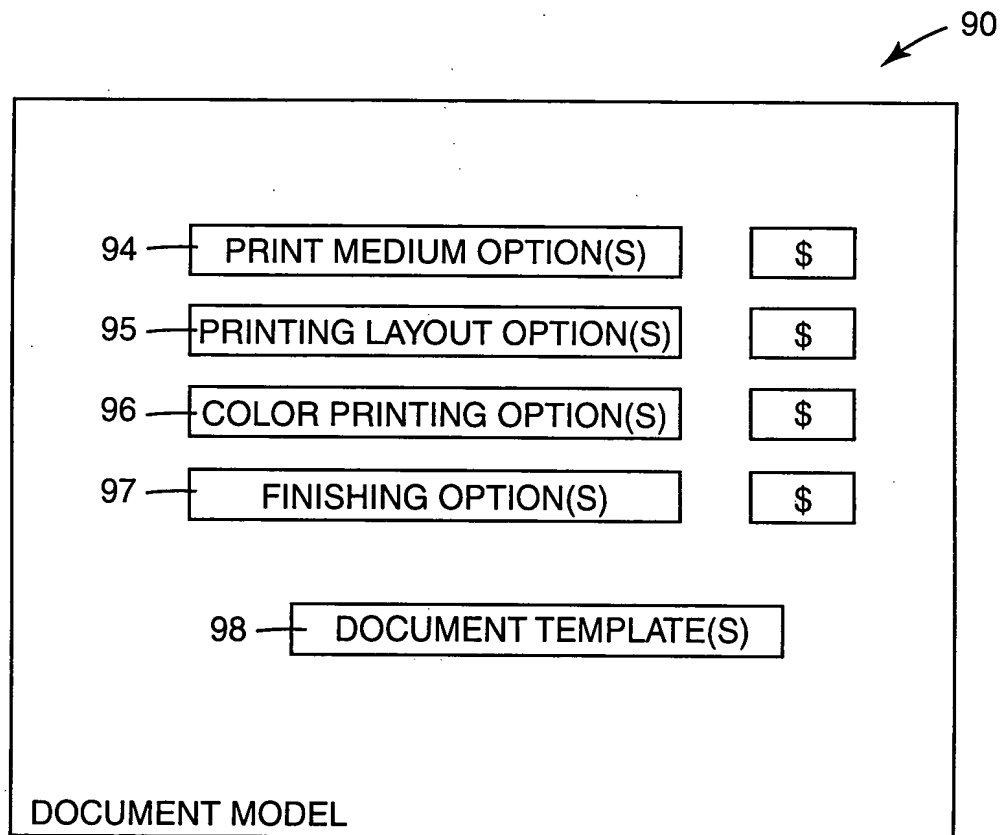 90
94 PRINT MEDIUM OPTION(S) $
95 PRINTING LAYOUT OPTION(S) $
96 COLOR PRINTING OPTION(S) $
97 FINISHING OPTION(S) $
98 DOCUMENT TEMPLATE(S)
DOCUMENT MODEL